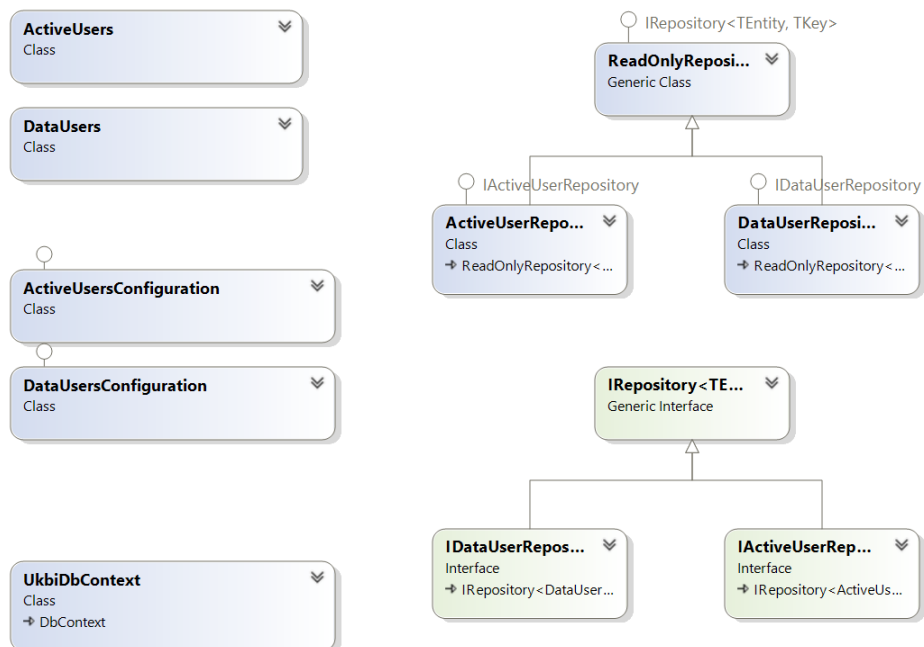 ActiveUsers
Class
DataUsers
Class
ActiveUsersConfiguration
Class
DataUsersConfiguration
Class
UkbiDbContext
Class
DbContext
IRepository<TEntity, TKey>
ReadOnlyReposi...
Generic Class
IActiveUserRepository
ActiveUserRepo...
Class
ReadOnlyRepository<...
IDataUserRepository
DataUserReposi...
Class
ReadOnlyRepository<...
IRepository<TE...
Generic Interface
IDataUserRepos...
Interface
IRepository<DataUser...
IActiveUserRep...
Interface
IRepository<ActiveUs...